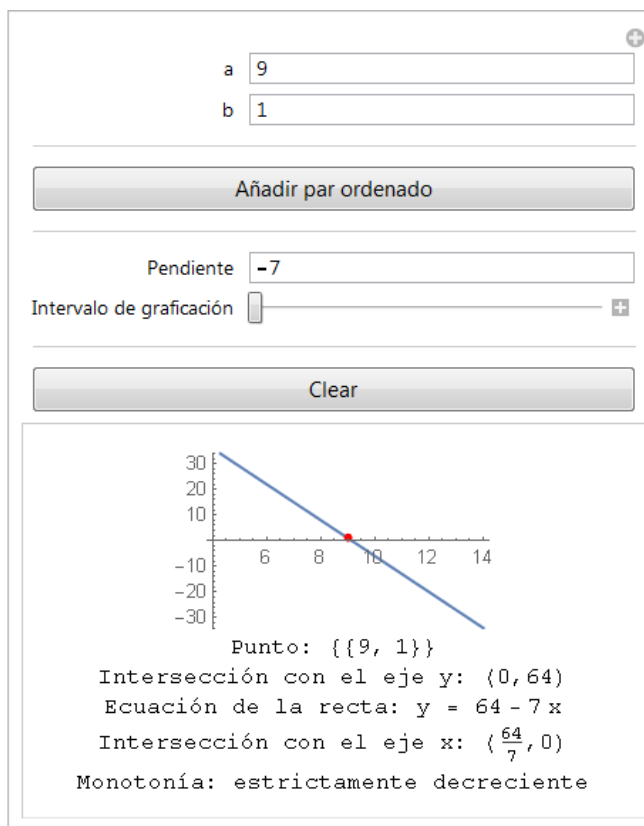 a 9
b 1
Añadir par ordenado
Pendiente -7
Intervalo de graficación
Clear
30
20
10
6 8 10 12 14
-10
-20
-30
Punto: {{9, 1}}
Intersección con el eje y: (0,64)
Ecuación de la recta: y = 64 - 7 x
Intersección con el eje x: (64/7,0)
Monotonía: estrictamente decreciente